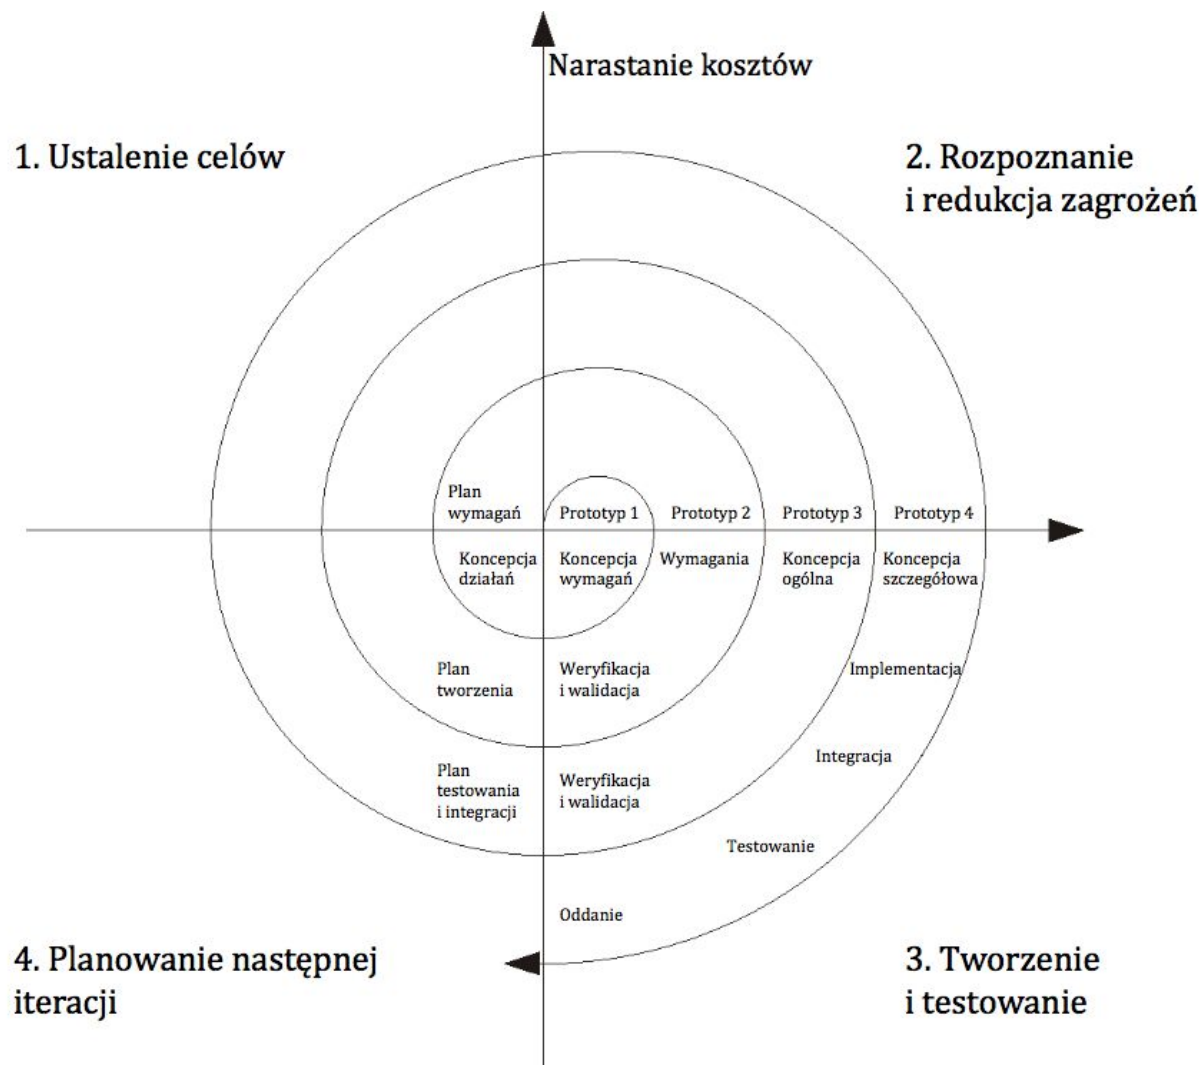 Narastanie kosztów
1. Ustalenie celów
2. Rozpoznanie
i redukcja zagrożeń
Plan
wymagań
Prototyp 1
Prototyp 2
Prototyp 3
Prototyp 4
Koncepcja
działań
Koncepcja
wymagań
Wymagania
Koncepcja
ogólna
Koncepcja
szczegółowa
Plan
tworzenia
Weryfikacja
i walidacja
Implementacja
Integracja
Plan
testowania
i integracji
Weryfikacja
i walidacja
Testowanie
Oddanie
4. Planowanie następnej
iteracji
3. Tworzenie
i testowanie